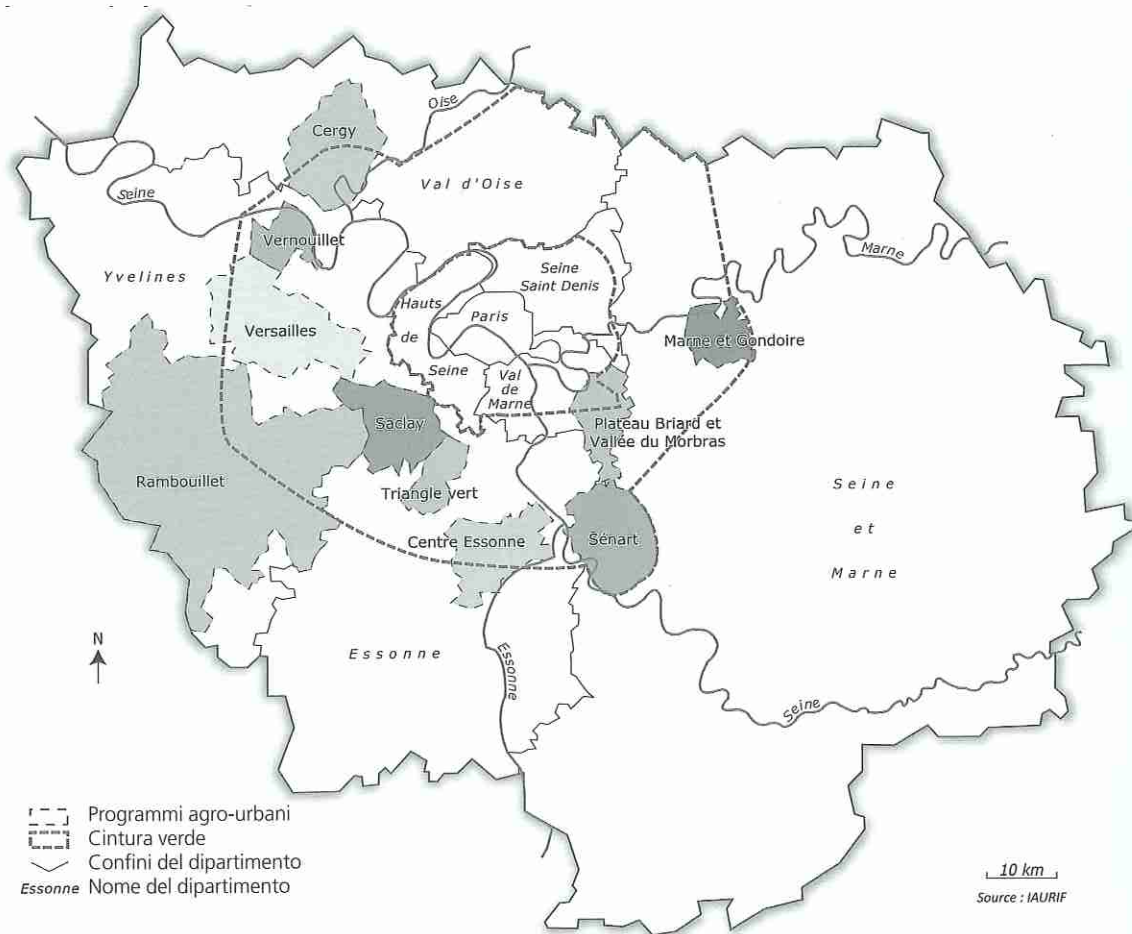 Oise
Cergy
Seine
Val d'Oise
Vernouillet
Marne
Yvelines
Seine
Saint Denis
Hauts
de
Seine
Paris
Versailles
Marne et Gondoire
Val
de
Marne
Saclay
Plateau Briard et
Vallée du Morbras
Rambouillet
Triangle vert
Seine
et
Marne
Centre Essonne
Sénart
N
Essonne
Essonne
Seine
Programmi agro-urbani
Cintura verde
Confini del dipartimento
Essonne Nome del dipartimento
10 km
Source : IAURIF